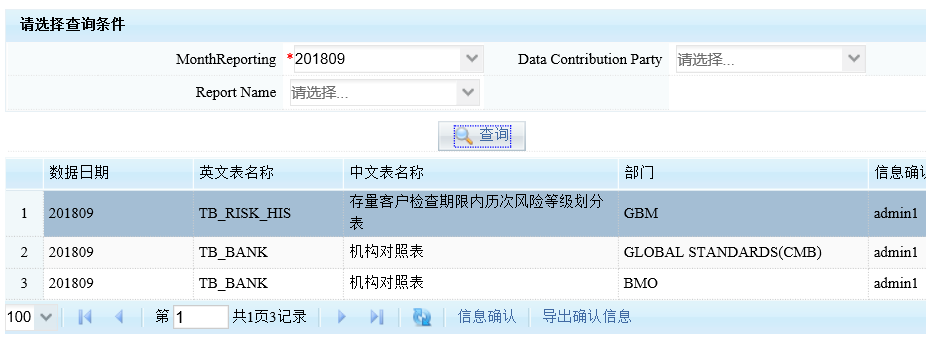 请选择查询条件
MonthReporting *201809 Data Contribution Party 请选择...
Report Name 请选择...
查询
数据日期 英文表名称 中文表名称 部门 信息确
1 201809 TB_RISK_HIS 存量客户检查期限内历次风险等级划分表 GBM admin1
2 201809 TB_BANK 机构对照表 GLOBAL STANDARDS(CMB) admin1
3 201809 TB_BANK 机构对照表 BMO admin1
100 第 1 共1页3记录 信息确认 导出确认信息